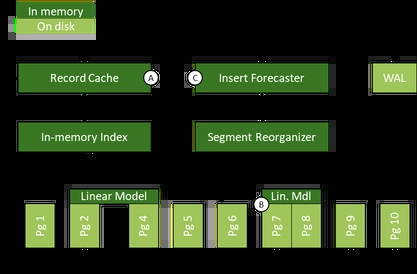 In memory
On disk
Record Cache
A
C
Insert Forecaster
WAL
In-memory Index
Segment Reorganizer
Linear Model
Lin. Mdl
B
Pg 1
Pg 2
Pg 4
Pg 5
Pg 6
Pg 7
Pg 8
Pg 9
Pg 10